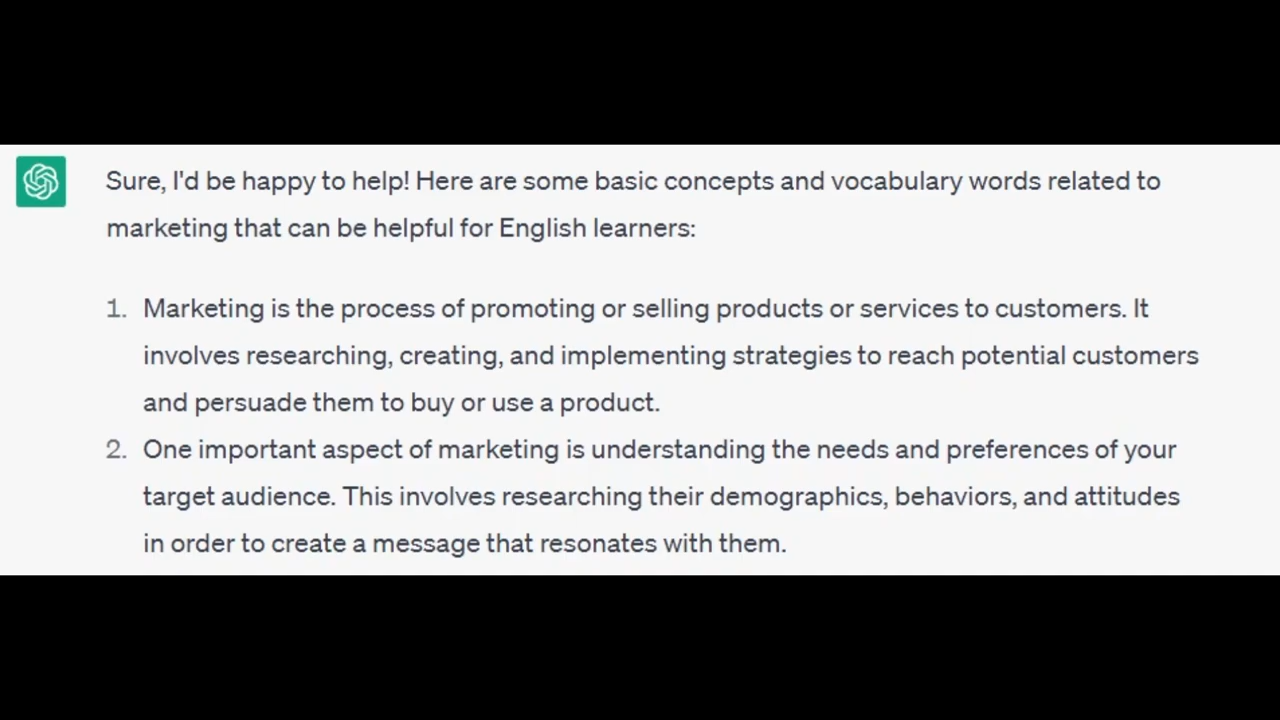 Sure, I'd be happy to help! Here are some basic concepts and vocabulary words related to
marketing that can be helpful for English learners:
1. Marketing is the process of promoting or selling products or services to customers. It
involves researching, creating, and implementing strategies to reach potential customers
and persuade them to buy or use a product.
2. One important aspect of marketing is understanding the needs and preferences of your
target audience. This involves researching their demographics, behaviors, and attitudes
in order to create a message that resonates with them.